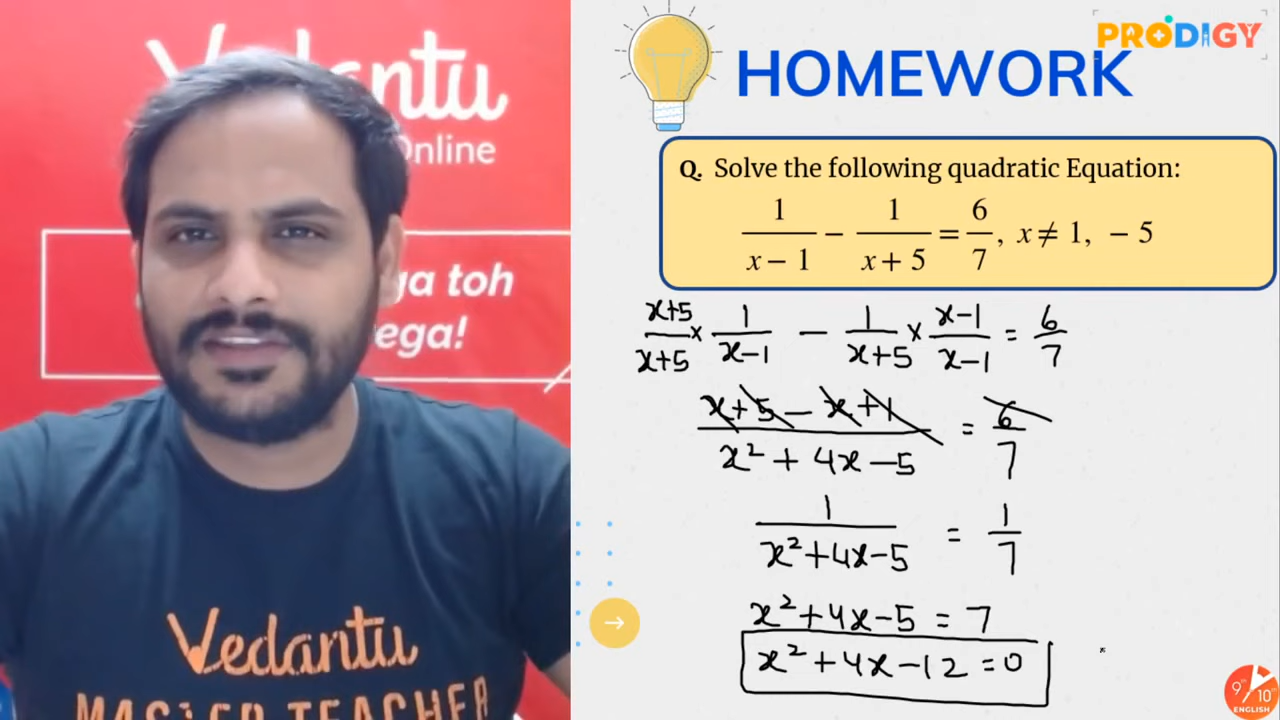 Vedantu
Online
ga toh
ega!
Vedantu
MASTER TEACHER
PRODIGY
HOMEWORK
Q. Solve the following quadratic Equation:
1/(x − 1) − 1/(x + 5) = 6/7, x ≠ 1, − 5
(x+5)/(x+5) × 1/(x−1) − 1/(x+5) × (x−1)/(x−1) = 6/7
(x+5−x+1)/(x²+4x−5) = 6/7
1/(x²+4x−5) = 1/7
x²+4x−5 = 7
x²+4x−12=0
9th 10th
ENGLISH